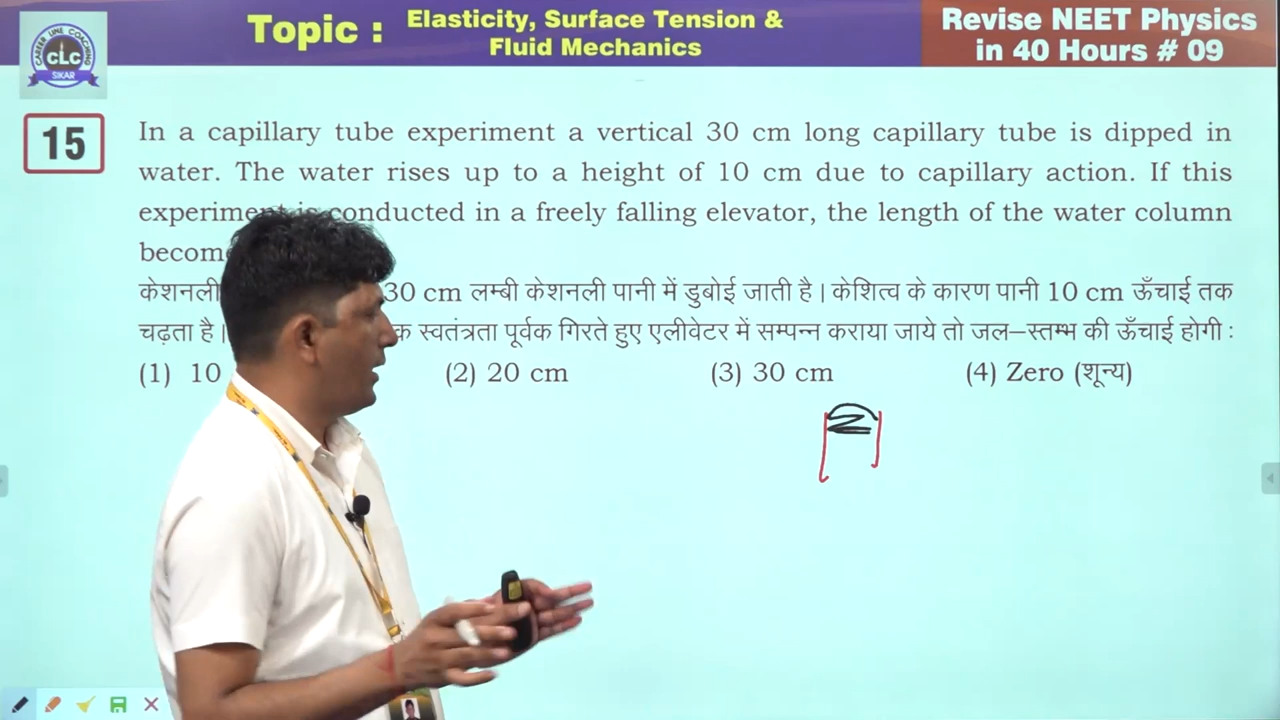 Topic :
Elasticity, Surface Tension &
Fluid Mechanics
Revise NEET Physics
in 40 Hours # 09
CAREER LINE COACHING
CLC
SIKAR
15
In a capillary tube experiment a vertical 30 cm long capillary tube is dipped in
water. The water rises up to a height of 10 cm due to capillary action. If this
conducted in a freely falling elevator, the length of the water column
केशनली 30 cm लम्बी केशनली पानी में डुबोई जाती है। केशित्व के कारण पानी 10 cm ऊँचाई तक
चढ़ता है। स्वतंत्रता पूर्वक गिरते हुए एलीवेटर में सम्पन्न कराया जाये तो जल–स्तम्भ की ऊँचाई होगी :
(1) 10 (2) 20 cm (3) 30 cm (4) Zero (शून्य)